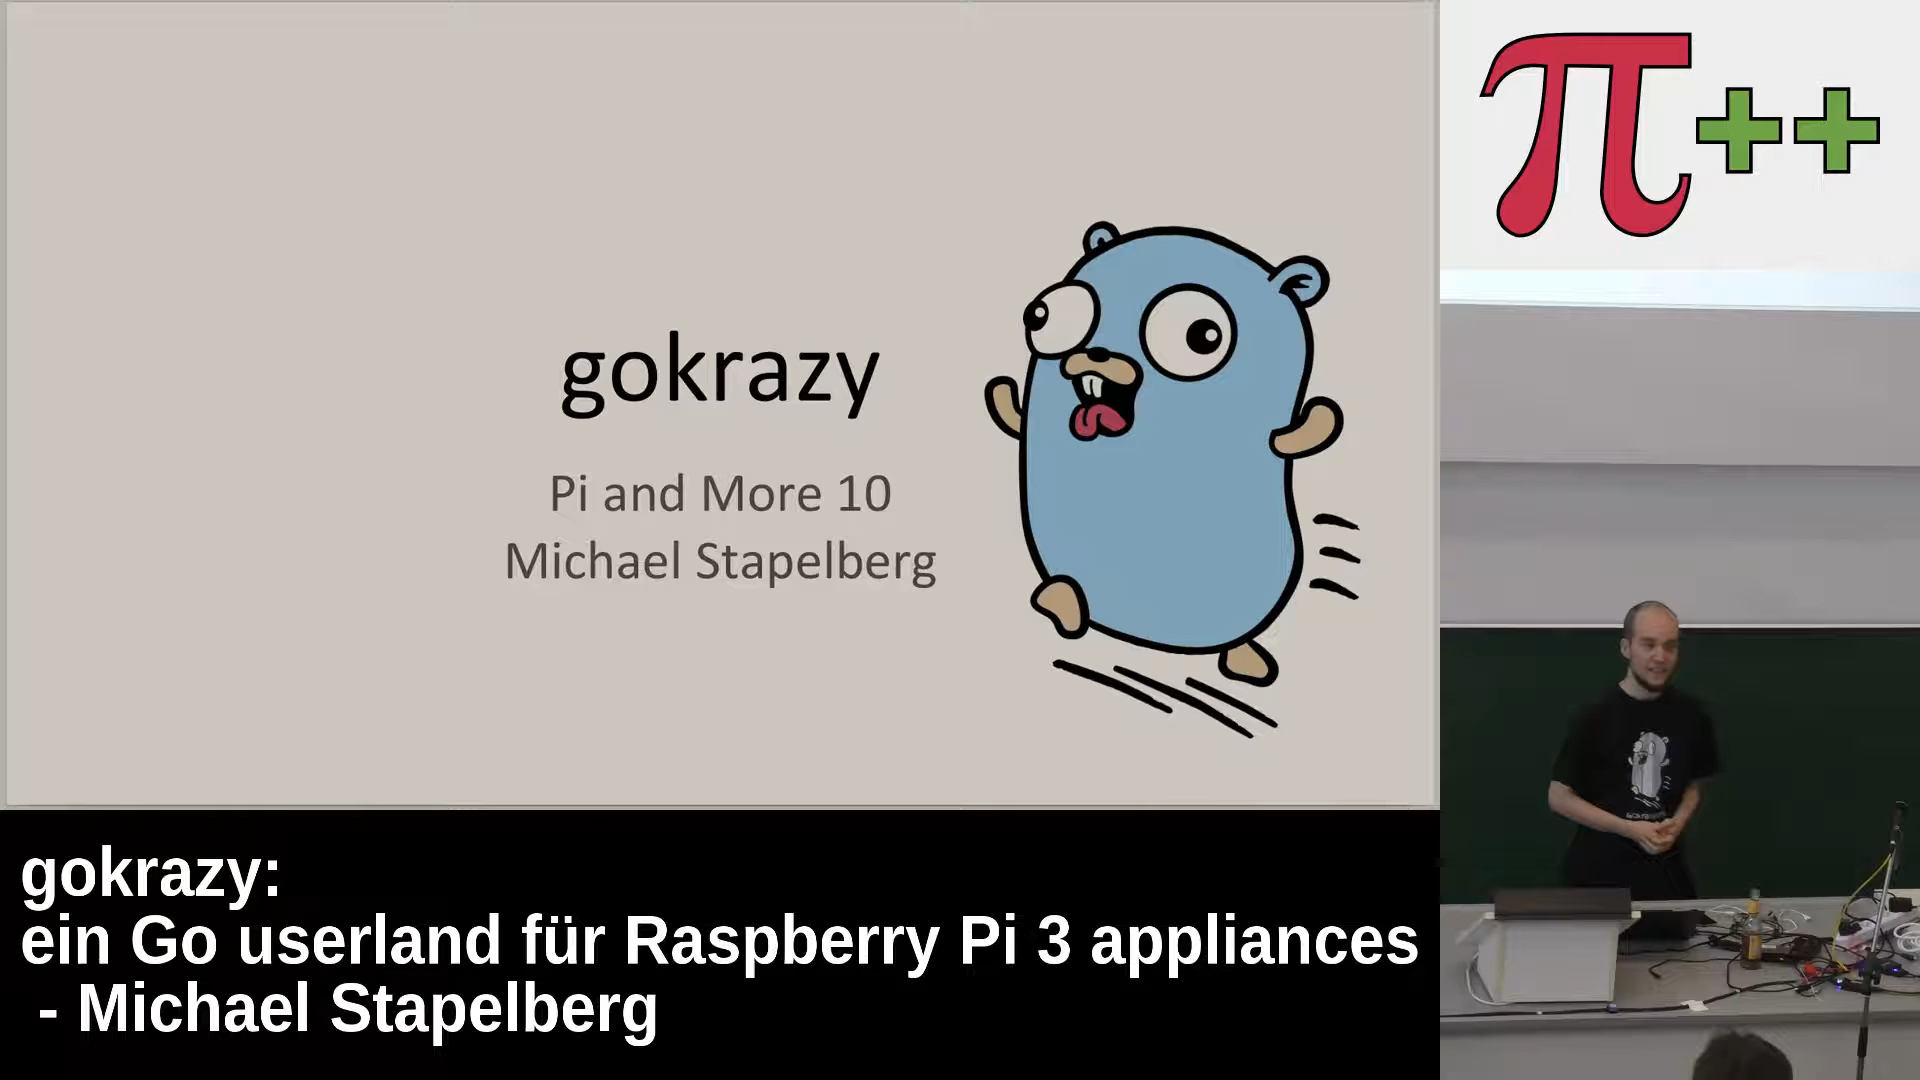 gokrazy
Pi and More 10
Michael Stapelberg
π++
gokrazy:
ein Go userland für Raspberry Pi 3 appliances
- Michael Stapelberg